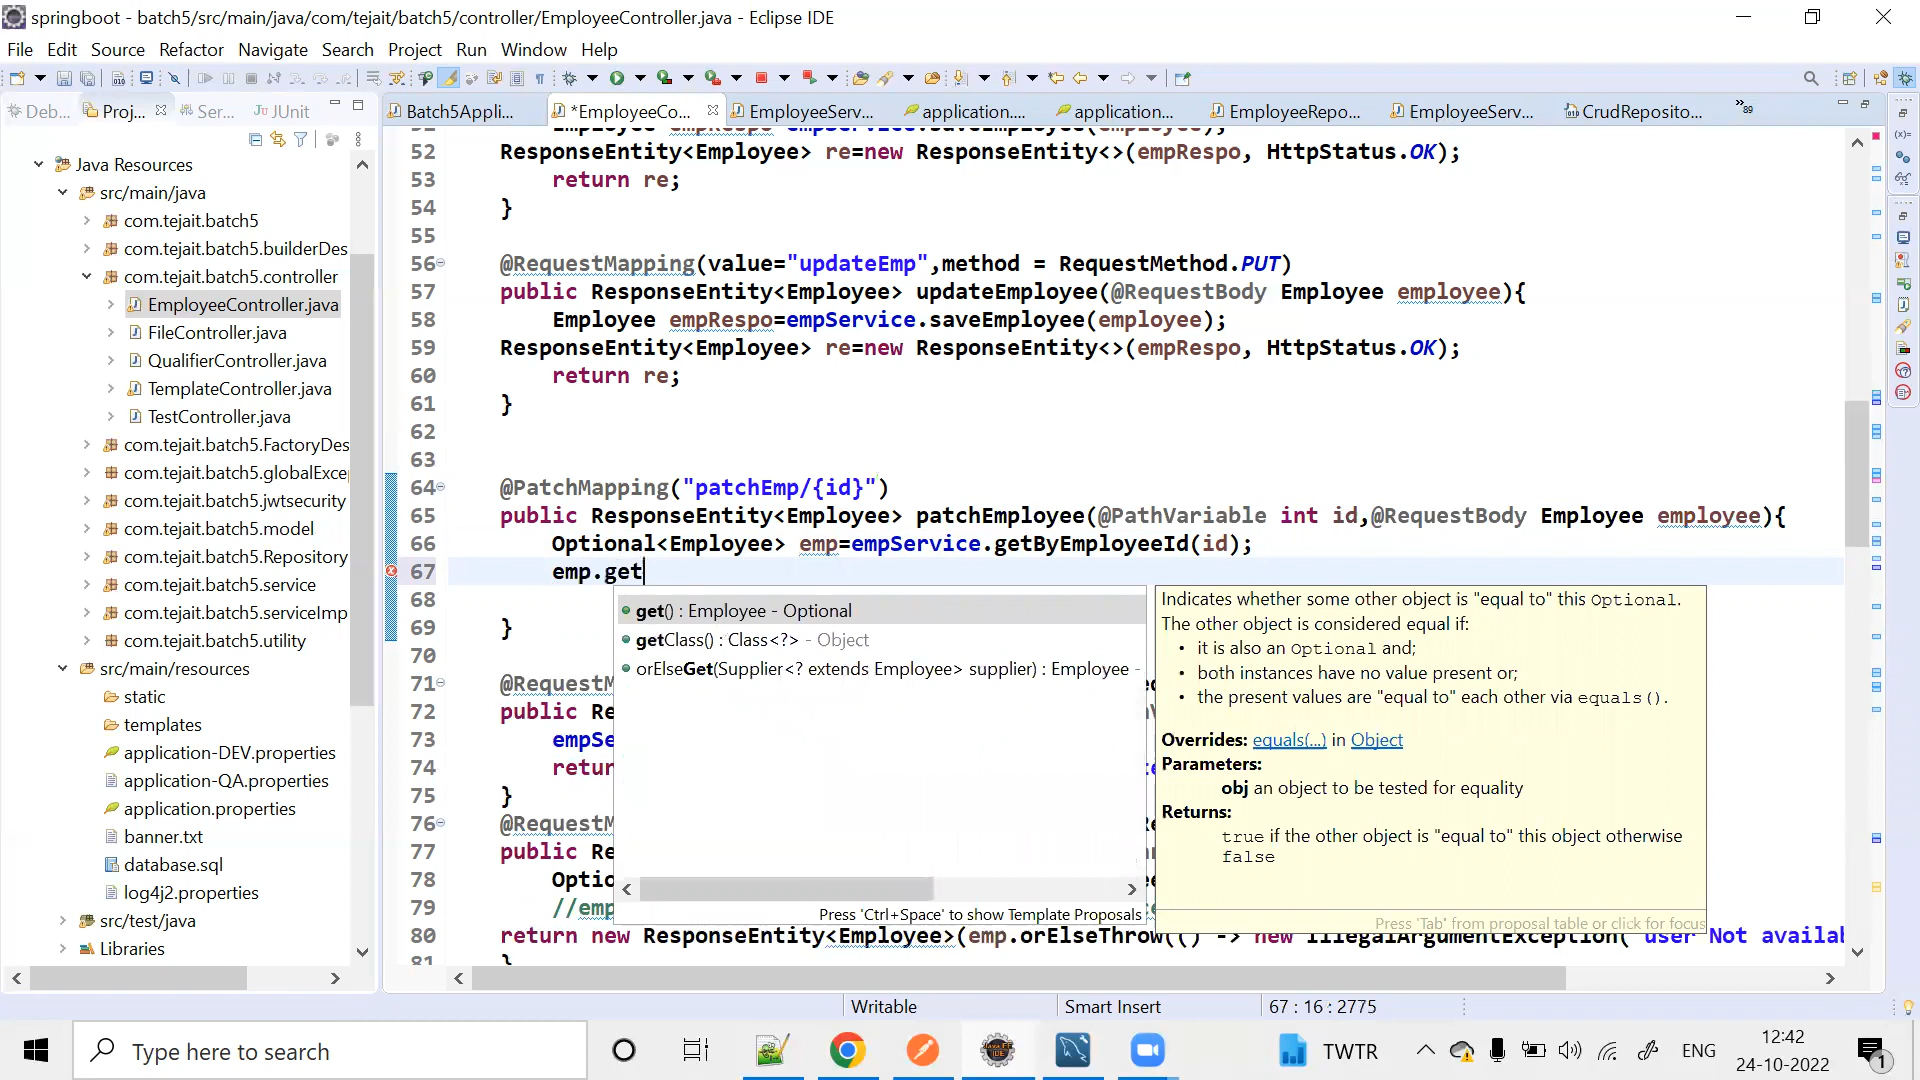 springboot - batch5/src/main/java/com/tejait/batch5/controller/EmployeeController.java - Eclipse IDE
File Edit Source Refactor Navigate Search Project Run Window Help
Deb... Proj... Ser... JUnit
Batch5Appli... *EmployeeCo... EmployeeServ... application.... application... EmployeeRepo... EmployeeServ... CrudReposito... »89
Java Resources
src/main/java
com.tejait.batch5
com.tejait.batch5.builderDes
com.tejait.batch5.controller
EmployeeController.java
FileController.java
QualifierController.java
TemplateController.java
TestController.java
com.tejait.batch5.FactoryDes
com.tejait.batch5.globalExce
com.tejait.batch5.jwtsecurity
com.tejait.batch5.model
com.tejait.batch5.Repository
com.tejait.batch5.service
com.tejait.batch5.serviceImp
com.tejait.batch5.utility
src/main/resources
static
templates
application-DEV.properties
application-QA.properties
application.properties
banner.txt
database.sql
log4j2.properties
src/test/java
Libraries
Employee empRespo=empService.saveEmployee(employee);
52 ResponseEntity<Employee> re=new ResponseEntity<>(empRespo, HttpStatus.OK);
53 return re;
54 }
55
56 @RequestMapping(value="updateEmp",method = RequestMethod.PUT)
57 public ResponseEntity<Employee> updateEmployee(@RequestBody Employee employee){
58 Employee empRespo=empService.saveEmployee(employee);
59 ResponseEntity<Employee> re=new ResponseEntity<>(empRespo, HttpStatus.OK);
60 return re;
61 }
62
63
64 @PatchMapping("patchEmp/{id}")
65 public ResponseEntity<Employee> patchEmployee(@PathVariable int id,@RequestBody Employee employee){
66 Optional<Employee> emp=empService.getByEmployeeId(id);
67 emp.get
68
69 }
70
71 @RequestM
72 public Re
73 empSe
74 retur
75 }
76 @RequestM
77 public Re
78 Optio
79 //emp
80 return new ResponseEntity<Employee>(emp.orElseThrow(() -> new IllegalArgumentException("user Not availab
81 }
get() : Employee - Optional
getClass() : Class<?> - Object
orElseGet(Supplier<? extends Employee> supplier) : Employee -
Press 'Ctrl+Space' to show Template Proposals
Indicates whether some other object is "equal to" this Optional.
The other object is considered equal if:
• it is also an Optional and;
• both instances have no value present or;
• the present values are "equal to" each other via equals().
Overrides: equals(...) in Object
Parameters:
obj an object to be tested for equality
Returns:
true if the other object is "equal to" this object otherwise
false
Press 'Tab' from proposal table or click for focus
Writable Smart Insert 67 : 16 : 2775
Type here to search
TWTR
ENG
12:42
24-10-2022
1